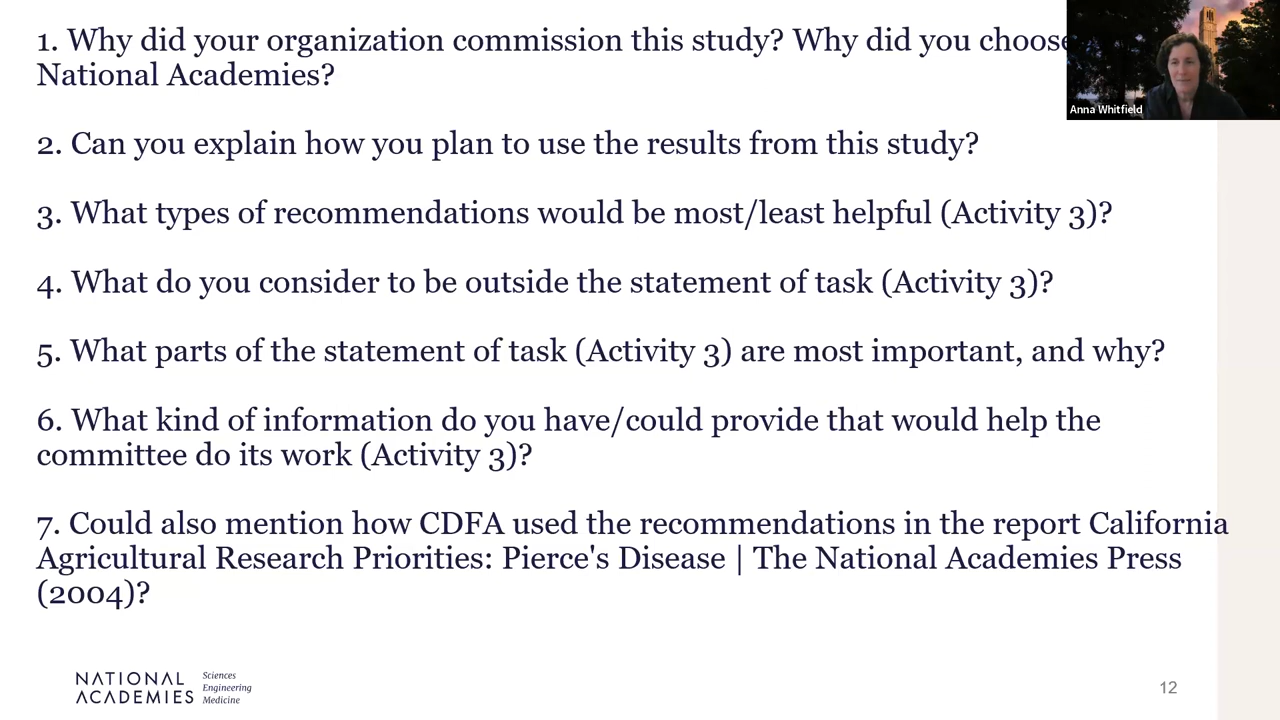 1. Why did your organization commission this study? Why did you choose
National Academies?
Anna Whitfield
2. Can you explain how you plan to use the results from this study?
3. What types of recommendations would be most/least helpful (Activity 3)?
4. What do you consider to be outside the statement of task (Activity 3)?
5. What parts of the statement of task (Activity 3) are most important, and why?
6. What kind of information do you have/could provide that would help the
committee do its work (Activity 3)?
7. Could also mention how CDFA used the recommendations in the report California
Agricultural Research Priorities: Pierce's Disease | The National Academies Press
(2004)?
NATIONAL
ACADEMIES
Sciences
Engineering
Medicine
12